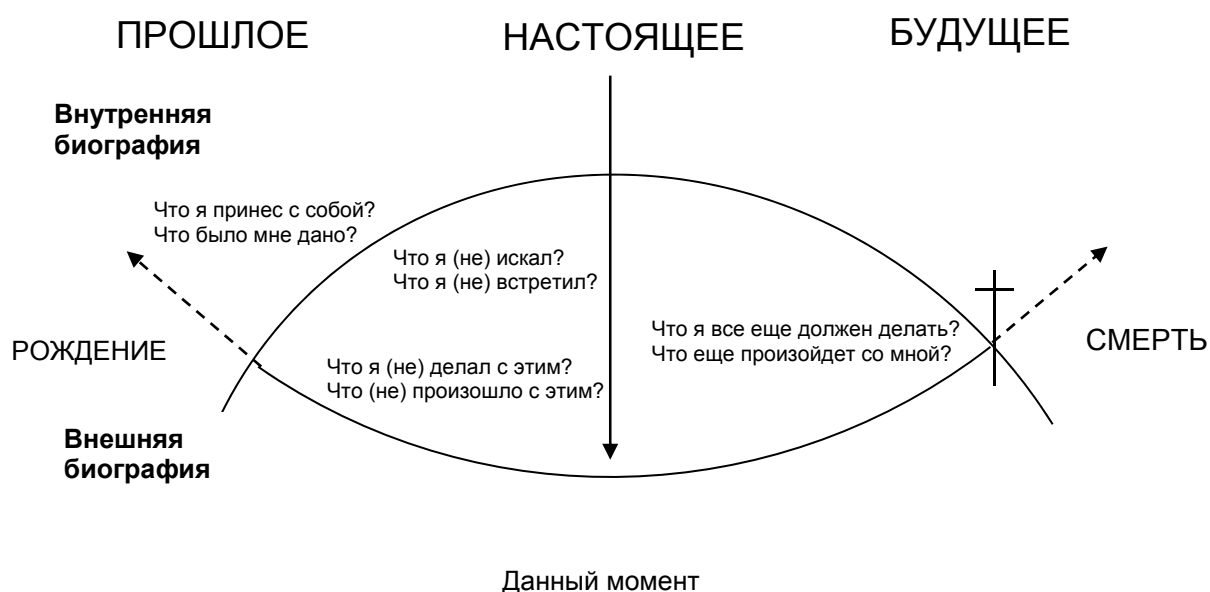 ПРОШЛОЕ
НАСТОЯЩЕЕ
БУДУЩЕЕ
Внутренняя
биография
Что я принес с собой?
Что было мне дано?
Что я (не) искал?
Что я (не) встретил?
Что я все еще должен делать?
Что еще произойдет со мной?
РОЖДЕНИЕ
СМЕРТЬ
Что я (не) делал с этим?
Что (не) произошло с этим?
Внешняя
биография
Данный момент